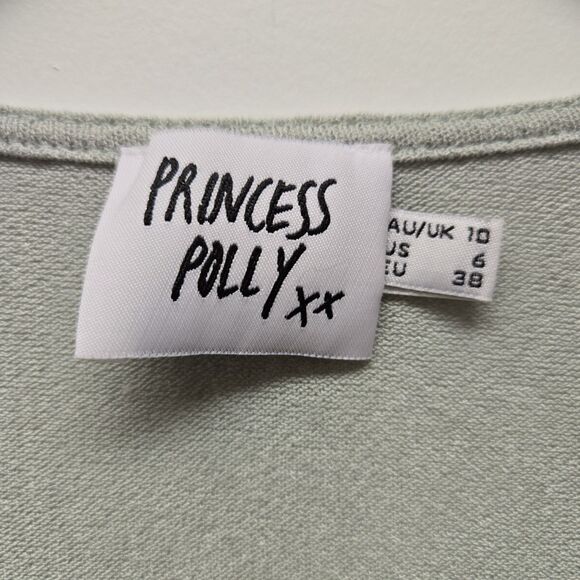 PRINCESS
POLLY xx
AU/UK 10
US 6
EU 38